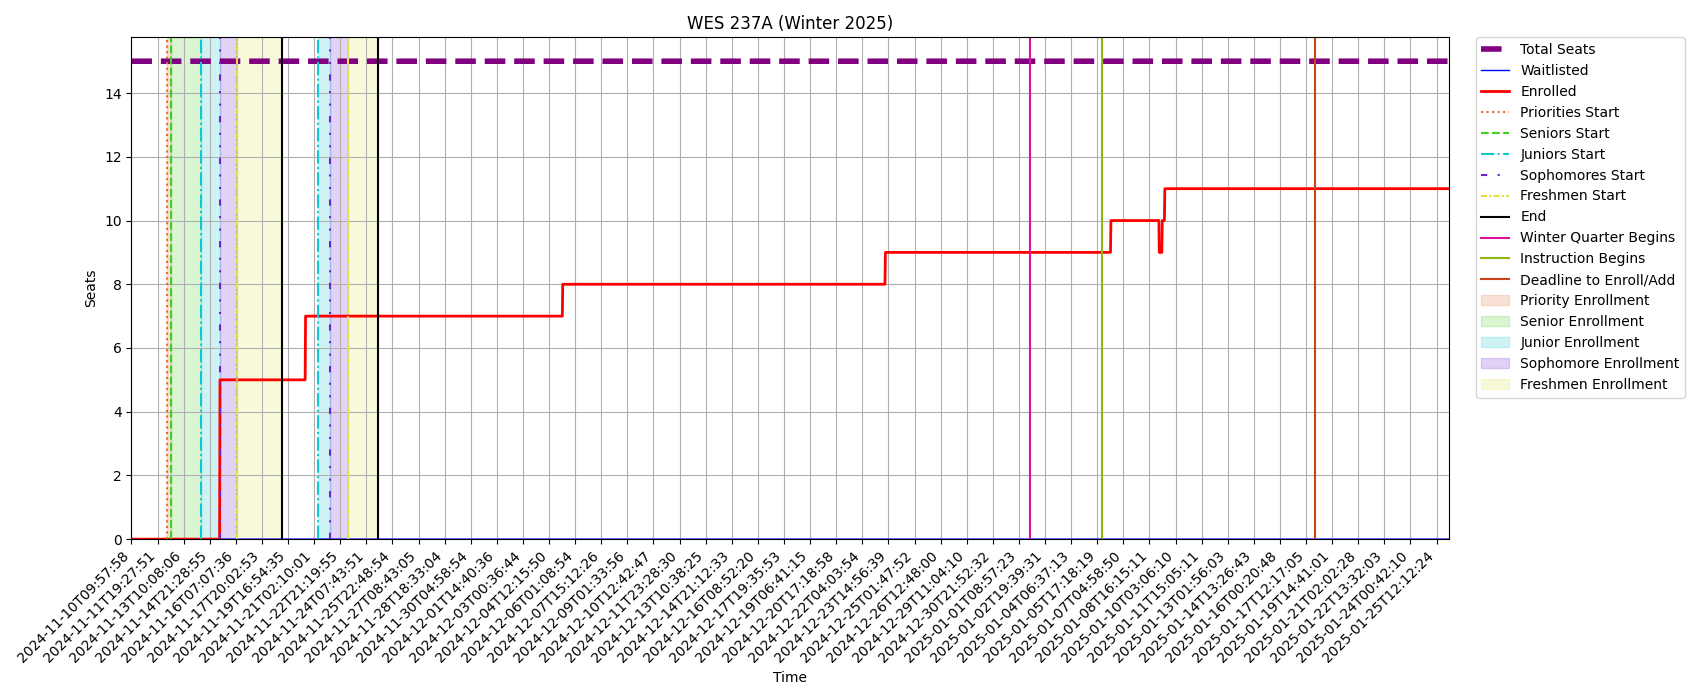 WES 237A (Winter 2025)
Seats
14
12
10
8
6
4
2
0
2024-11-10T09:57:58
2024-11-11T19:27:51
2024-11-13T10:08:06
2024-11-14T21:28:55
2024-11-16T07:07:36
2024-11-17T20:02:53
2024-11-19T16:54:35
2024-11-21T02:10:01
2024-11-22T21:19:55
2024-11-24T07:43:51
2024-11-25T22:48:54
2024-11-27T08:43:05
2024-11-28T18:33:04
2024-11-30T04:58:54
2024-12-01T14:40:36
2024-12-03T00:36:44
2024-12-04T12:15:50
2024-12-06T01:08:54
2024-12-07T15:12:26
2024-12-09T01:33:56
2024-12-10T12:42:47
2024-12-11T23:28:30
2024-12-13T10:38:25
2024-12-14T21:12:33
2024-12-16T08:52:20
2024-12-17T19:35:53
2024-12-19T06:41:15
2024-12-20T17:18:58
2024-12-22T04:03:54
2024-12-23T14:56:39
2024-12-25T01:47:52
2024-12-26T12:48:00
2024-12-29T11:04:10
2024-12-30T21:52:32
2025-01-01T08:57:23
2025-01-02T19:39:31
2025-01-04T06:37:13
2025-01-05T17:18:19
2025-01-07T04:58:50
2025-01-08T16:15:11
2025-01-10T03:06:10
2025-01-11T15:05:11
2025-01-13T01:56:03
2025-01-14T13:26:43
2025-01-16T00:20:48
2025-01-17T12:17:05
2025-01-19T14:41:01
2025-01-21T02:02:28
2025-01-22T13:32:03
2025-01-24T00:42:10
2025-01-25T12:12:24
Time
Total Seats
Waitlisted
Enrolled
Priorities Start
Seniors Start
Juniors Start
Sophomores Start
Freshmen Start
End
Winter Quarter Begins
Instruction Begins
Deadline to Enroll/Add
Priority Enrollment
Senior Enrollment
Junior Enrollment
Sophomore Enrollment
Freshmen Enrollment